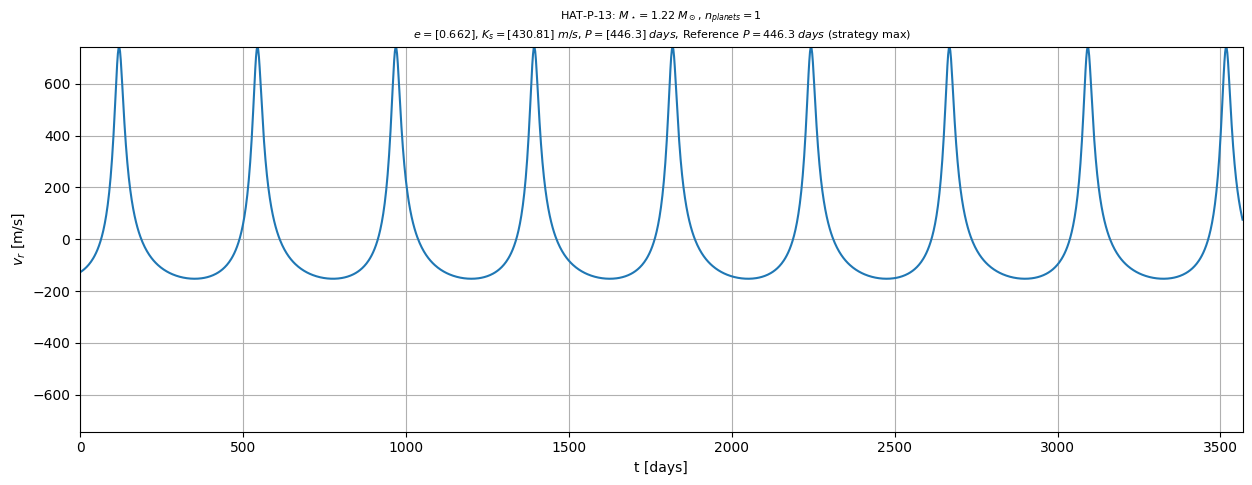 HAT-P-13: $M_\star = 1.22\ M_\odot$, $n_{planets} = 1$
$e = [0.662]$, $K_s = [430.81]\ m/s$, $P = [446.3]\ days$, Reference $P = 446.3\ days$ (strategy max)
600
400
200
0
−200
−400
−600
$v_r$ [m/s]
0 500 1000 1500 2000 2500 3000 3500
t [days]